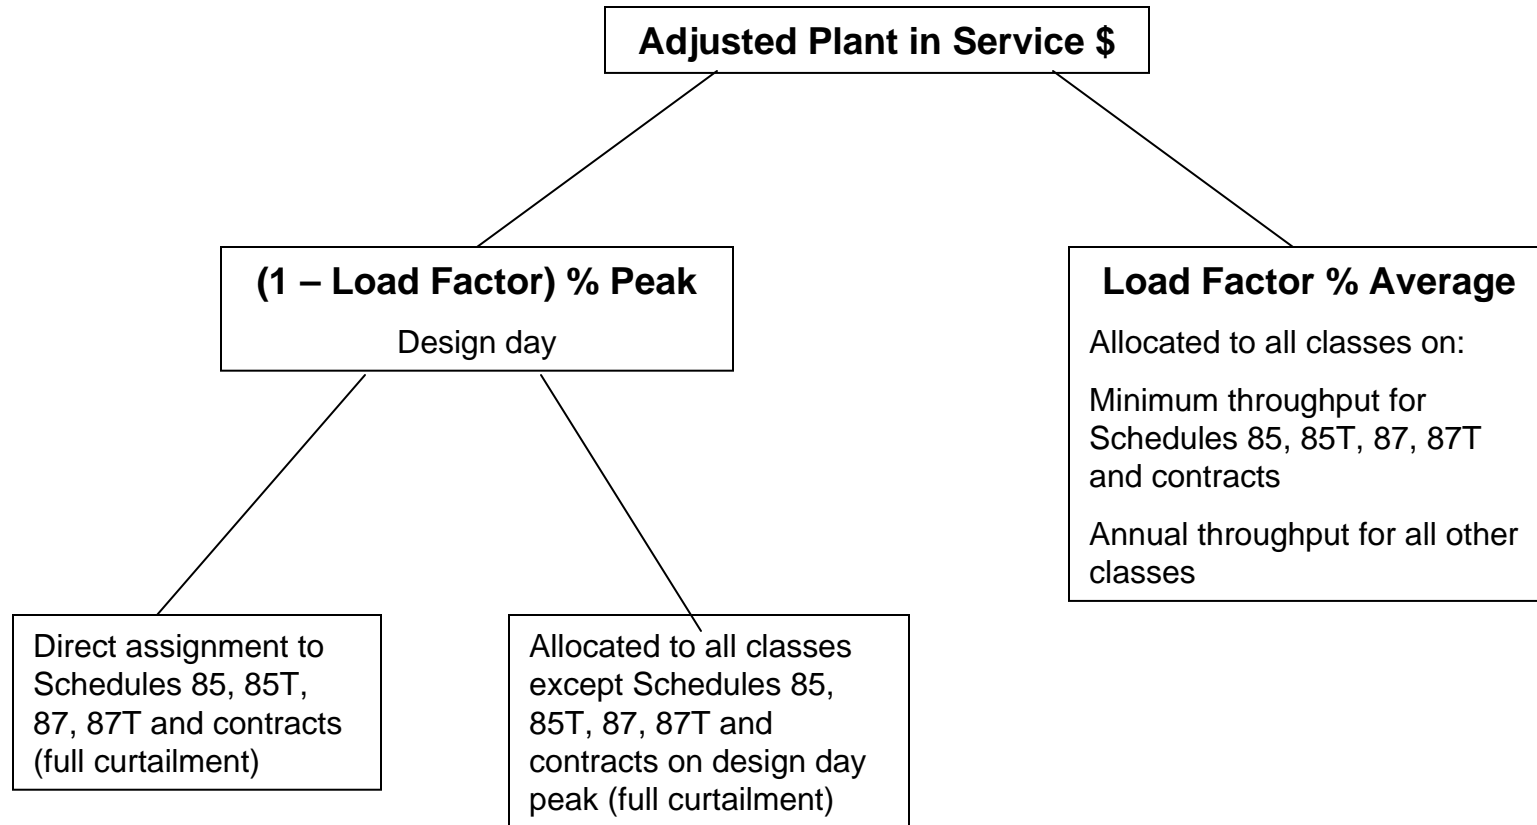 Adjusted Plant in Service $
(1 – Load Factor) % Peak
Design day
Load Factor % Average
Allocated to all classes on:
Minimum throughput for
Schedules 85, 85T, 87, 87T
and contracts
Annual throughput for all other
classes
Direct assignment to
Schedules 85, 85T,
87, 87T and contracts
(full curtailment)
Allocated to all classes
except Schedules 85,
85T, 87, 87T and
contracts on design day
peak (full curtailment)